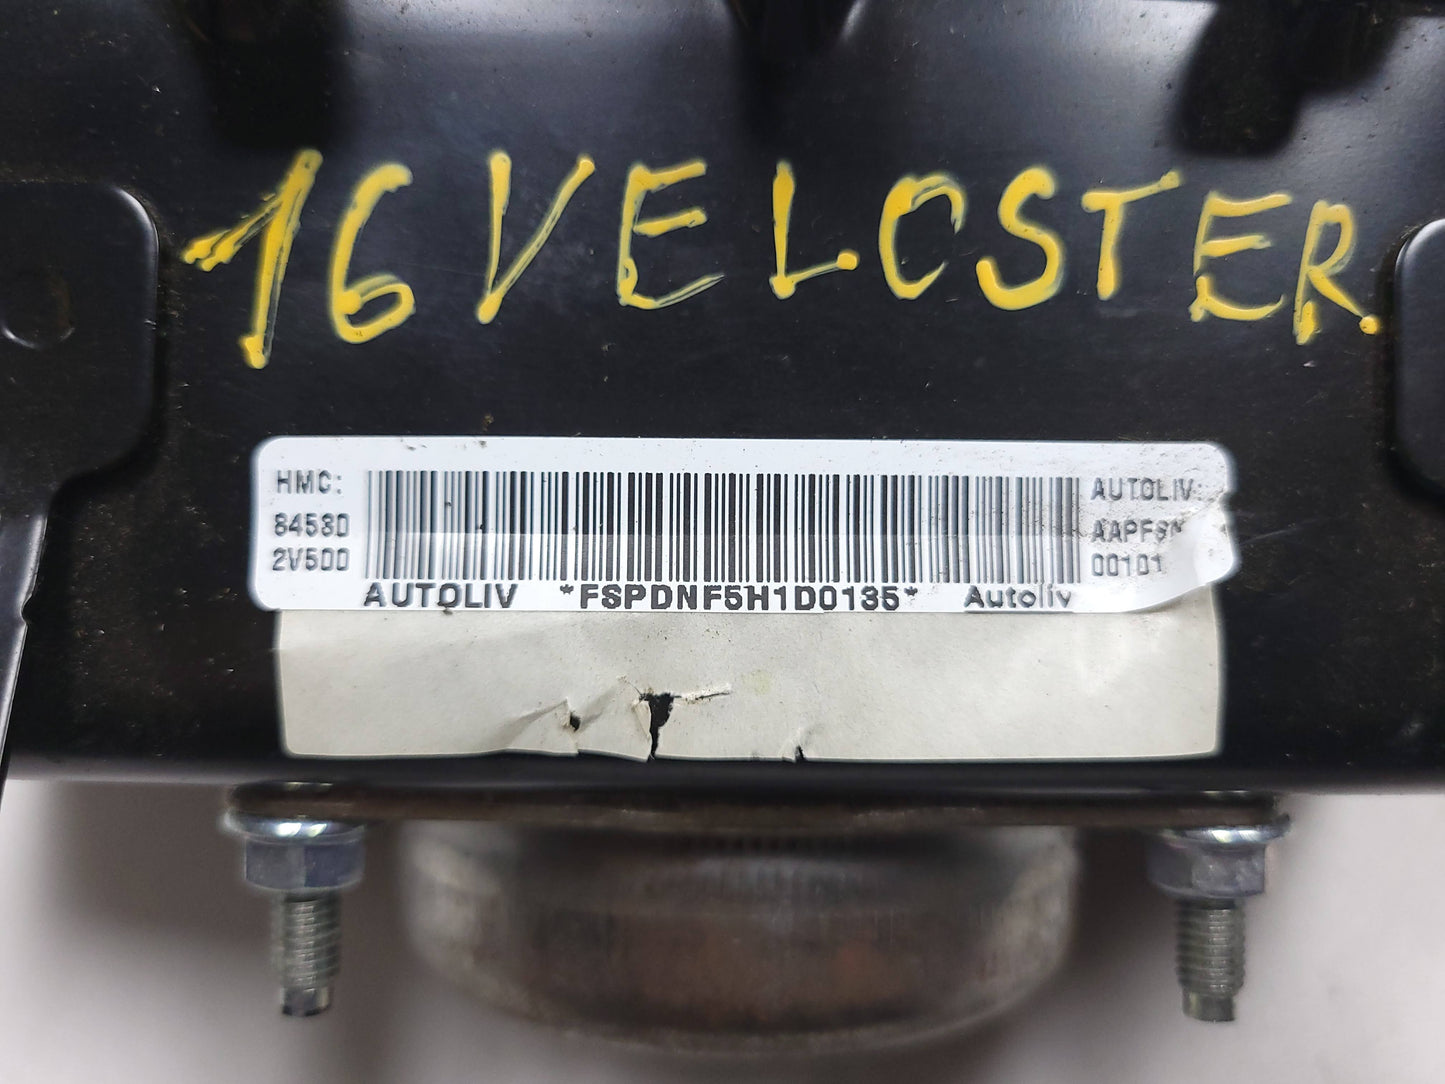 16 VELOSTER
HMC:
84530
2V500
AUTOLIV *FSPDNF5H1D0135* Autoliv
AUTOLIV:
00101